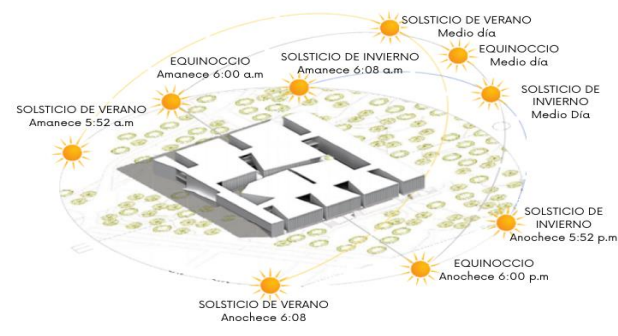 SOLSTICIO DE VERANO
Medio día
EQUINOCCIO
Medio día
SOLSTICIO DE INVIERNO
Amanece 6:08 a.m
EQUINOCCIO
Amanece 6:00 a.m
SOLSTICIO DE
INVIERNO
Medio Día
SOLSTICIO DE VERANO
Amanece 5:52 a.m
SOLSTICIO DE
INVIERNO
Anochece 5:52 p.m
EQUINOCCIO
Anochece 6:00 p.m
SOLSTICIO DE VERANO
Anochece 6:08